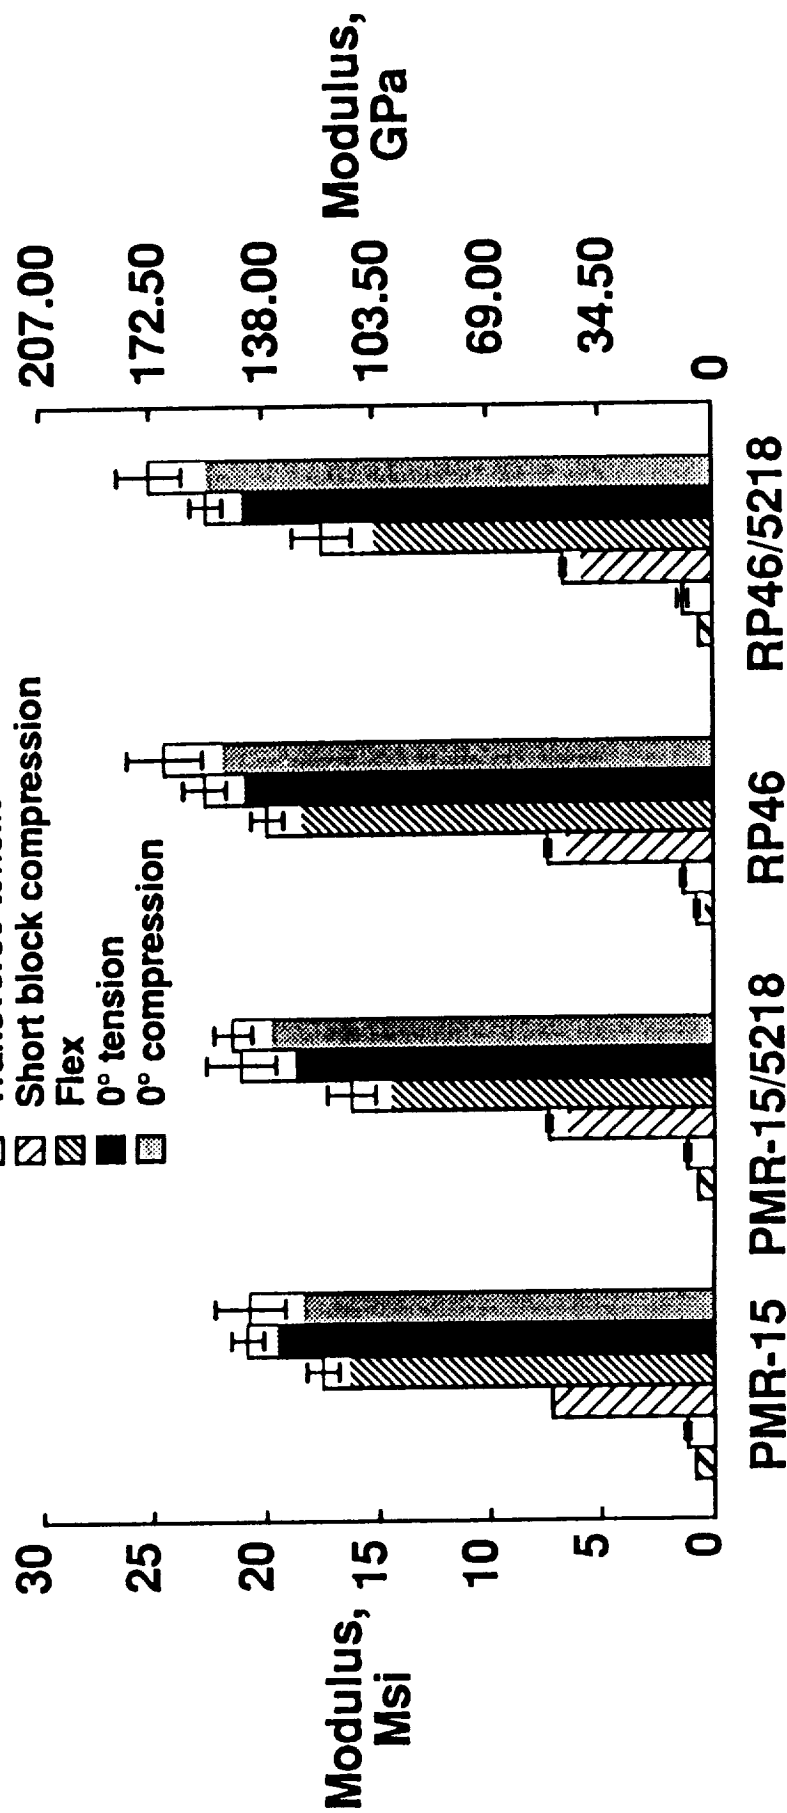 Short block compression
Flex
0° tension
0° compression
Modulus,
Msi
30
25
20
15
10
5
0
Modulus,
GPa
207.00
172.50
138.00
103.50
69.00
34.50
0
PMR-15
PMR-15/5218
RP46
RP46/5218